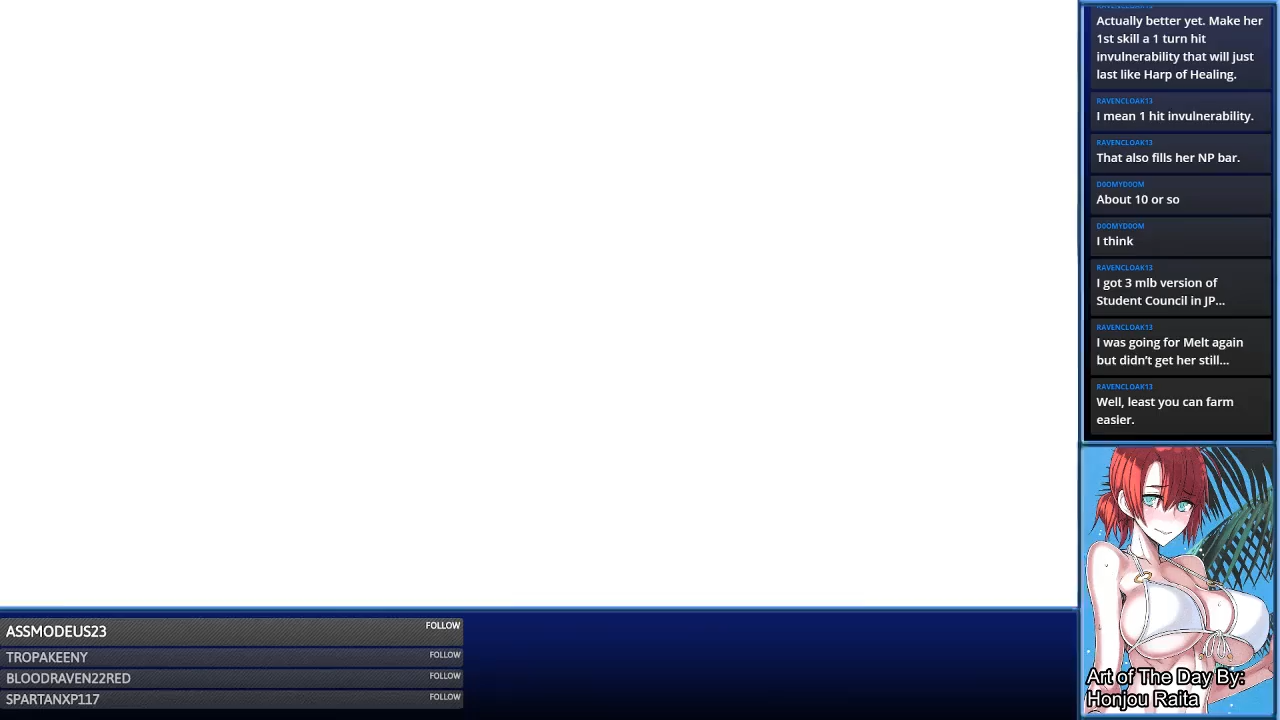 Actually better yet. Make her
1st skill a 1 turn hit
invulnerability that will just
last like Harp of Healing.
RAVENCLOAK13
I mean 1 hit invulnerability.
RAVENCLOAK13
That also fills her NP bar.
D0OMYD0OM
About 10 or so
D0OMYD0OM
I think
RAVENCLOAK13
I got 3 mlb version of
Student Council in JP...
RAVENCLOAK13
I was going for Melt again
but didn't get her still...
RAVENCLOAK13
Well, least you can farm
easier.
ASSMODEUS23
FOLLOW
TROPAKEENY
FOLLOW
BLOODRAVEN22RED
FOLLOW
SPARTANXP117
FOLLOW
Art of The Day By:
Honjou Raita